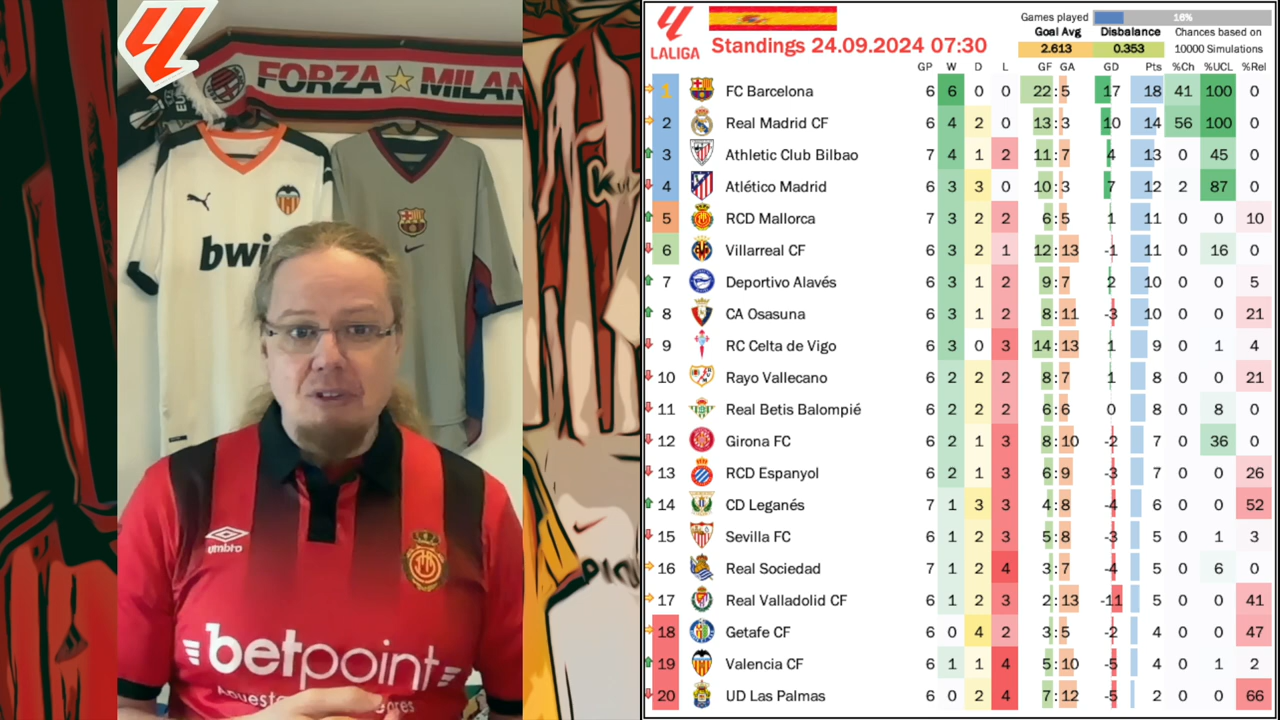 FORZA MILAN
bwi
umbro
betpoint
LALIGA
Standings 24.09.2024 07:30
Games played 16%
Goal Avg Disbalance Chances based on
2.613 0.353 10000 Simulations
GP W D L GF GA GD Pts %Ch %UCL %Rel
1 FC Barcelona 6 6 0 0 22:5 17 18 41 100 0
2 Real Madrid CF 6 4 2 0 13:3 10 14 56 100 0
3 Athletic Club Bilbao 7 4 1 2 11:7 4 13 0 45 0
4 Atlético Madrid 6 3 3 0 10:3 7 12 2 87 0
5 RCD Mallorca 7 3 2 2 6:5 1 11 0 0 10
6 Villarreal CF 6 3 2 1 12:13 -1 11 0 16 0
7 Deportivo Alavés 6 3 1 2 9:7 2 10 0 0 5
8 CA Osasuna 6 3 1 2 8:11 -3 10 0 0 21
9 RC Celta de Vigo 6 3 0 3 14:13 1 9 0 1 4
10 Rayo Vallecano 6 2 2 2 8:7 1 8 0 0 21
11 Real Betis Balompié 6 2 2 2 6:6 0 8 0 8 0
12 Girona FC 6 2 1 3 8:10 -2 7 0 36 0
13 RCD Espanyol 6 2 1 3 6:9 -3 7 0 0 26
14 CD Leganés 7 1 3 3 4:8 -4 6 0 0 52
15 Sevilla FC 6 1 2 3 5:8 -3 5 0 1 3
16 Real Sociedad 7 1 2 4 3:7 -4 5 0 6 0
17 Real Valladolid CF 6 1 2 3 2:13 -11 5 0 0 41
18 Getafe CF 6 0 4 2 3:5 -2 4 0 0 47
19 Valencia CF 6 1 1 4 5:10 -5 4 0 1 2
20 UD Las Palmas 6 0 2 4 7:12 -5 2 0 0 66